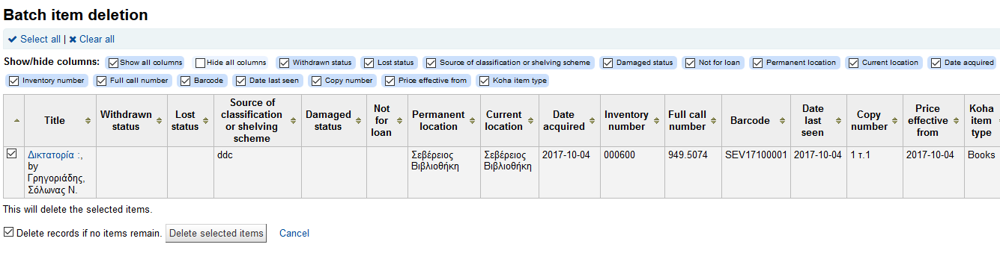 Batch item deletion
Select all | Clear all
Show/hide columns: Show all columns Hide all columns Withdrawn status Lost status Source of classification or shelving scheme Damaged status Not for loan Permanent location Current location Date acquired
Inventory number Full call number Barcode Date last seen Copy number Price effective from Koha item type
Title Withdrawn status Lost status Source of classification or shelving scheme Damaged status Not for loan Permanent location Current location Date acquired Inventory number Full call number Barcode Date last seen Copy number Price effective from Koha item type
Δικτατορία :, by Γρηγοριάδης, Σόλωνας Ν. ddc Σεβέρειος Βιβλιοθήκη Σεβέρειος Βιβλιοθήκη 2017-10-04 000600 949.5074 SEV17100001 2017-10-04 1 τ.1 2017-10-04 Books
This will delete the selected items.
Delete records if no items remain. Delete selected items Cancel